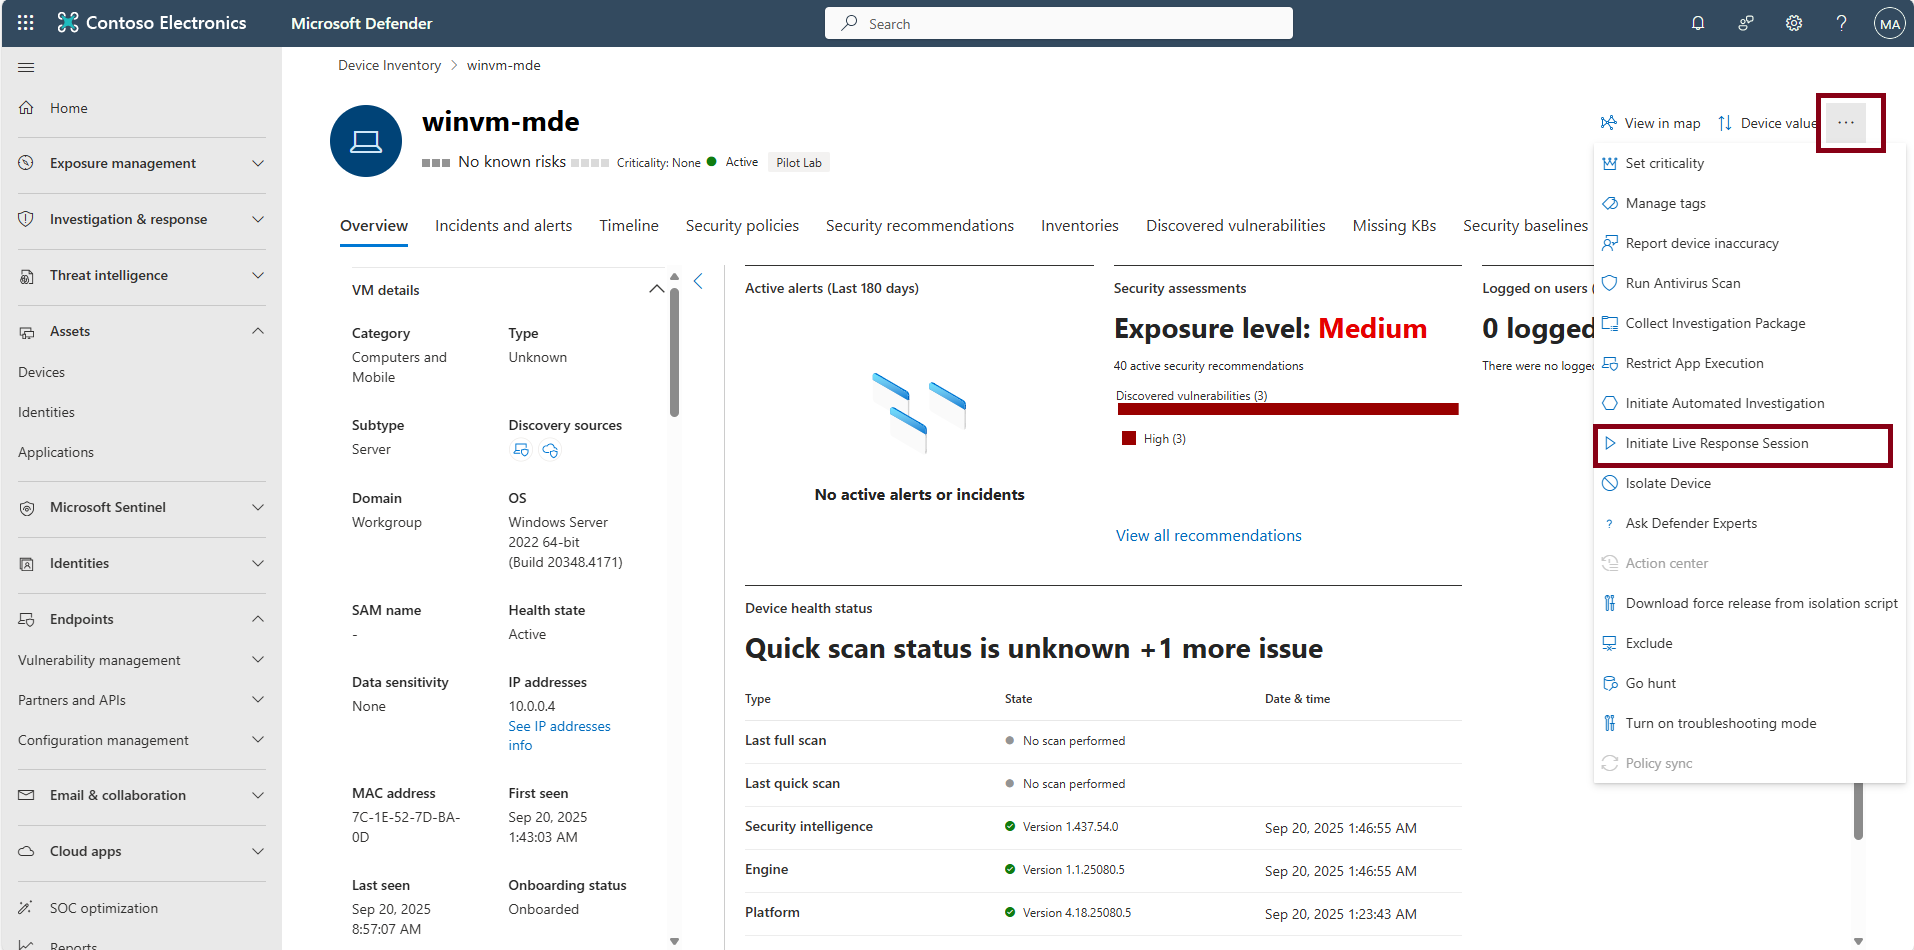 Contoso Electronics
Microsoft Defender
Search
MA
Device Inventory > winvm-mde
Home
Exposure management
Investigation & response
Threat intelligence
Assets
Devices
Identities
Applications
Microsoft Sentinel
Identities
Endpoints
Vulnerability management
Partners and APIs
Configuration management
Email & collaboration
Cloud apps
SOC optimization
Reports
winvm-mde
No known risks
Criticality: None
Active
Pilot Lab
View in map
Device value
...
Overview
Incidents and alerts
Timeline
Security policies
Security recommendations
Inventories
Discovered vulnerabilities
Missing KBs
Security baselines
VM details
Category
Computers and
Mobile
Type
Unknown
Subtype
Server
Discovery sources
Domain
Workgroup
OS
Windows Server
2022 64-bit
(Build 20348.4171)
SAM name
-
Health state
Active
Data sensitivity
None
IP addresses
10.0.0.4
See IP addresses
info
MAC address
7C-1E-52-7D-BA-
0D
First seen
Sep 20, 2025
1:43:03 AM
Last seen
Sep 20, 2025
8:57:07 AM
Onboarding status
Onboarded
Active alerts (Last 180 days)
No active alerts or incidents
Security assessments
Exposure level: Medium
40 active security recommendations
Discovered vulnerabilities (3)
High (3)
View all recommendations
Logged on users (
0 logged
There were no logge
Device health status
Quick scan status is unknown +1 more issue
Type State Date & time
Last full scan No scan performed
Last quick scan No scan performed
Security intelligence Version 1.437.54.0 Sep 20, 2025 1:46:55 AM
Engine Version 1.1.25080.5 Sep 20, 2025 1:46:55 AM
Platform Version 4.18.25080.5 Sep 20, 2025 1:23:43 AM
Set criticality
Manage tags
Report device inaccuracy
Run Antivirus Scan
Collect Investigation Package
Restrict App Execution
Initiate Automated Investigation
Initiate Live Response Session
Isolate Device
Ask Defender Experts
Action center
Download force release from isolation script
Exclude
Go hunt
Turn on troubleshooting mode
Policy sync